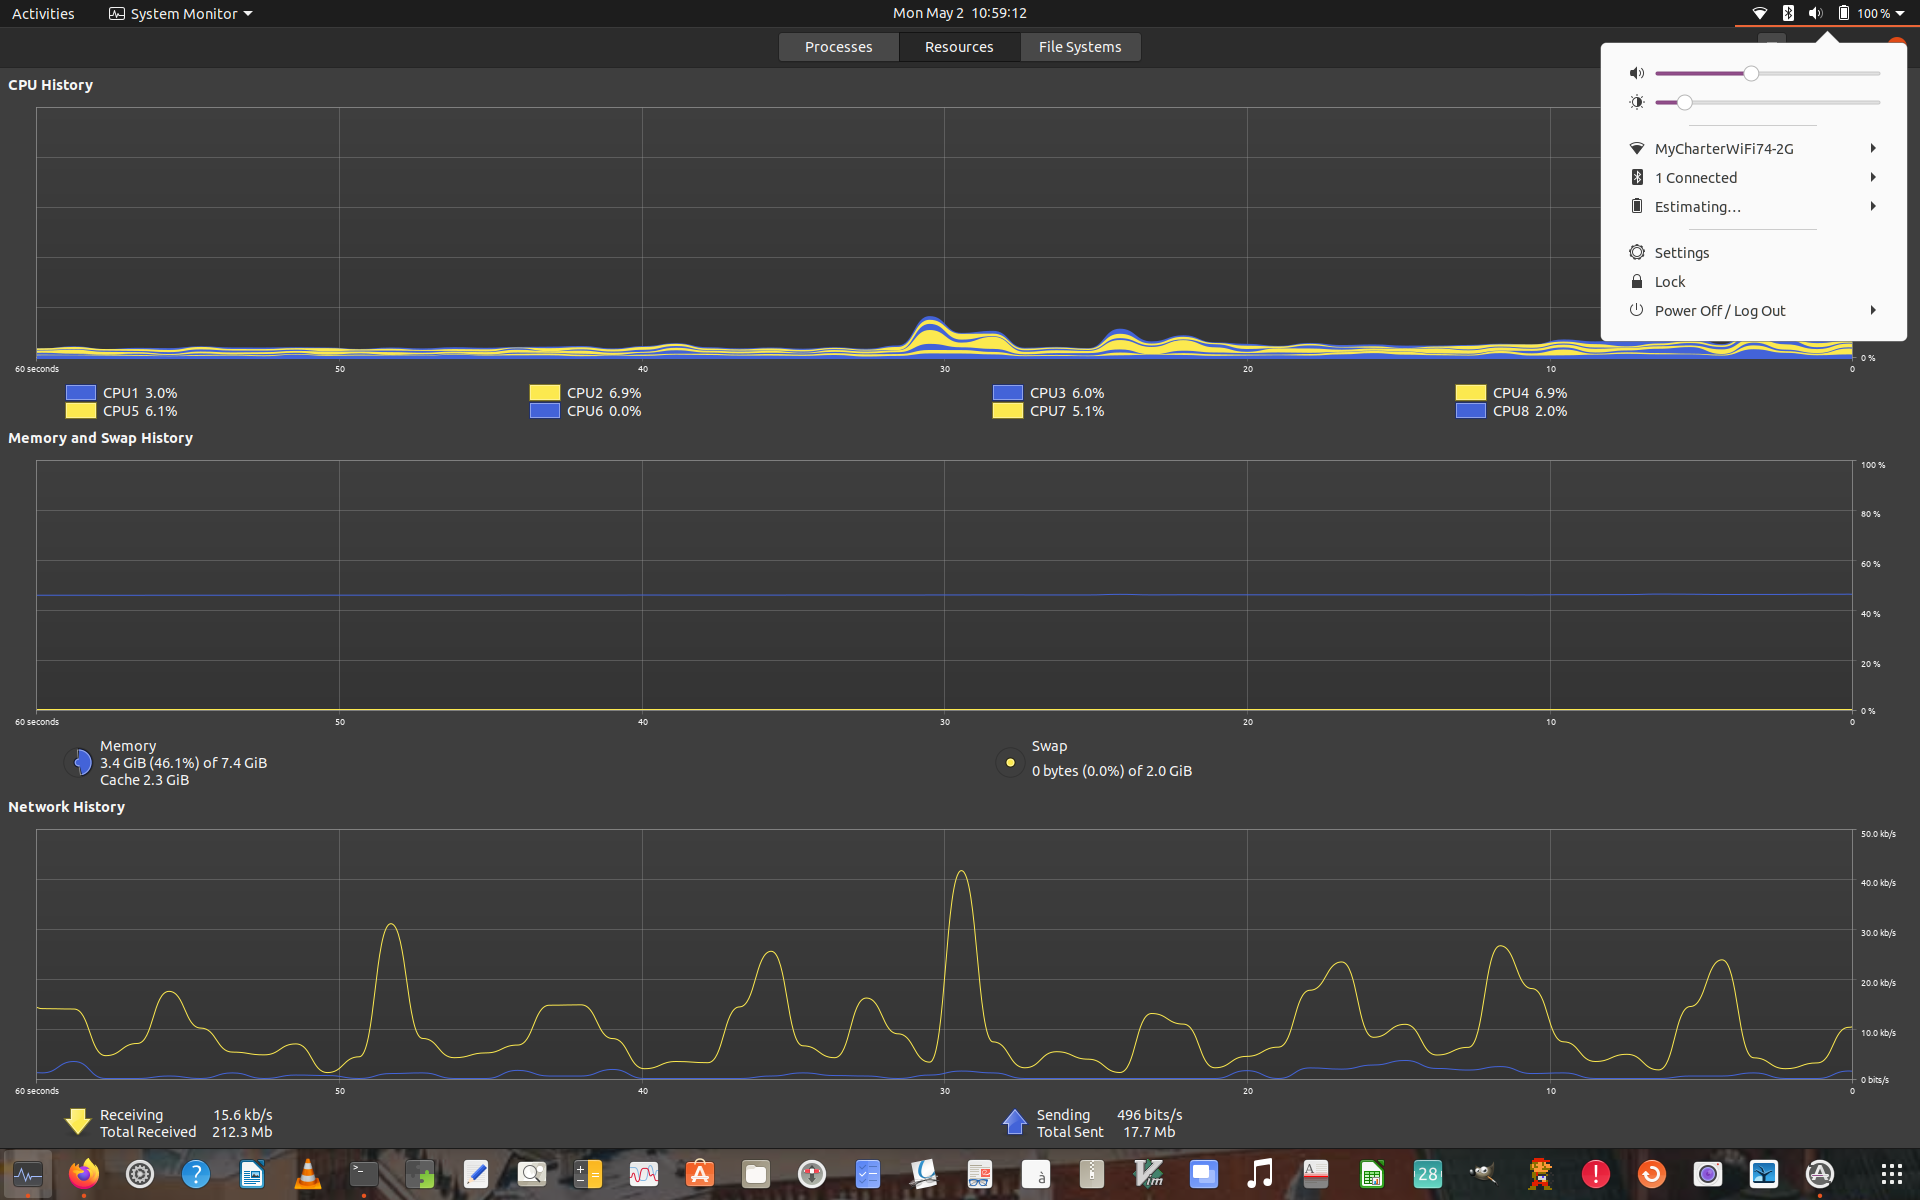 Activities
System Monitor
Mon May 2 10:59:12
100 %
Processes
Resources
File Systems
MyCharterWiFi74-2G
1 Connected
Estimating...
Settings
Lock
Power Off / Log Out
CPU History
0 %
60 seconds 50 40 30 20 10 0
CPU1 3.0% CPU2 6.9% CPU3 6.0% CPU4 6.9%
CPU5 6.1% CPU6 0.0% CPU7 5.1% CPU8 2.0%
Memory and Swap History
100 %
80 %
60 %
40 %
20 %
0 %
60 seconds 50 40 30 20 10 0
Memory
3.4 GiB (46.1%) of 7.4 GiB
Cache 2.3 GiB
Swap
0 bytes (0.0%) of 2.0 GiB
Network History
50.0 kb/s
40.0 kb/s
30.0 kb/s
20.0 kb/s
10.0 kb/s
0 bits/s
60 seconds 50 40 30 20 10 0
Receiving 15.6 kb/s
Total Received 212.3 Mb
Sending 496 bits/s
Total Sent 17.7 Mb
28